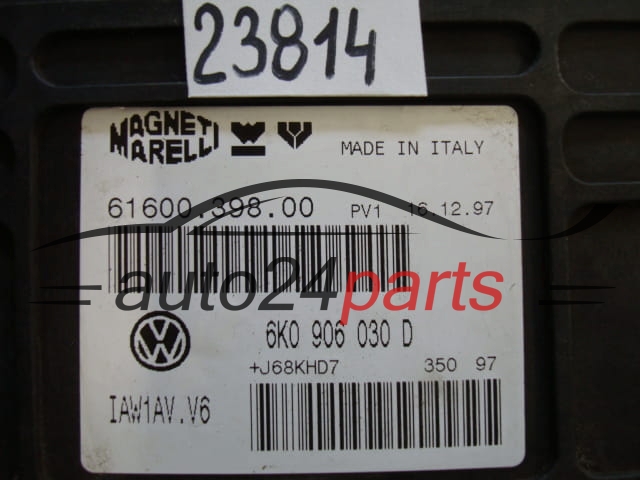 23814
MAGNETI
MARELLI
MADE IN ITALY
61600.398.00 PV1 16.12.97
auto24parts
6K0 906 030 D
+J68KHD7 350 97
IAW1AV.V6